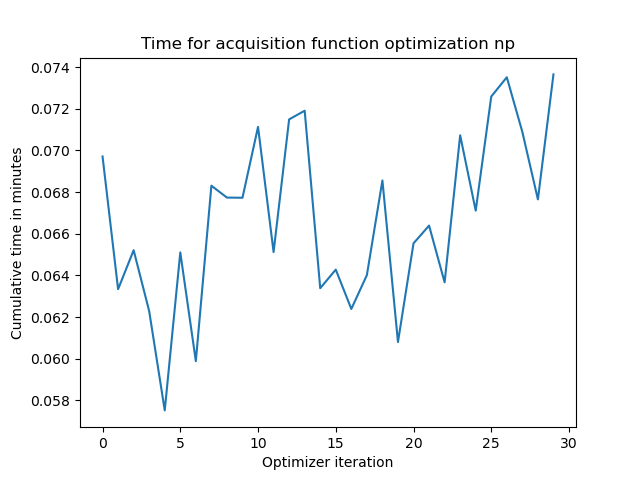 Time for acquisition function optimization np
Cumulative time in minutes
0.074
0.072
0.070
0.068
0.066
0.064
0.062
0.060
0.058
0 5 10 15 20 25 30
Optimizer iteration